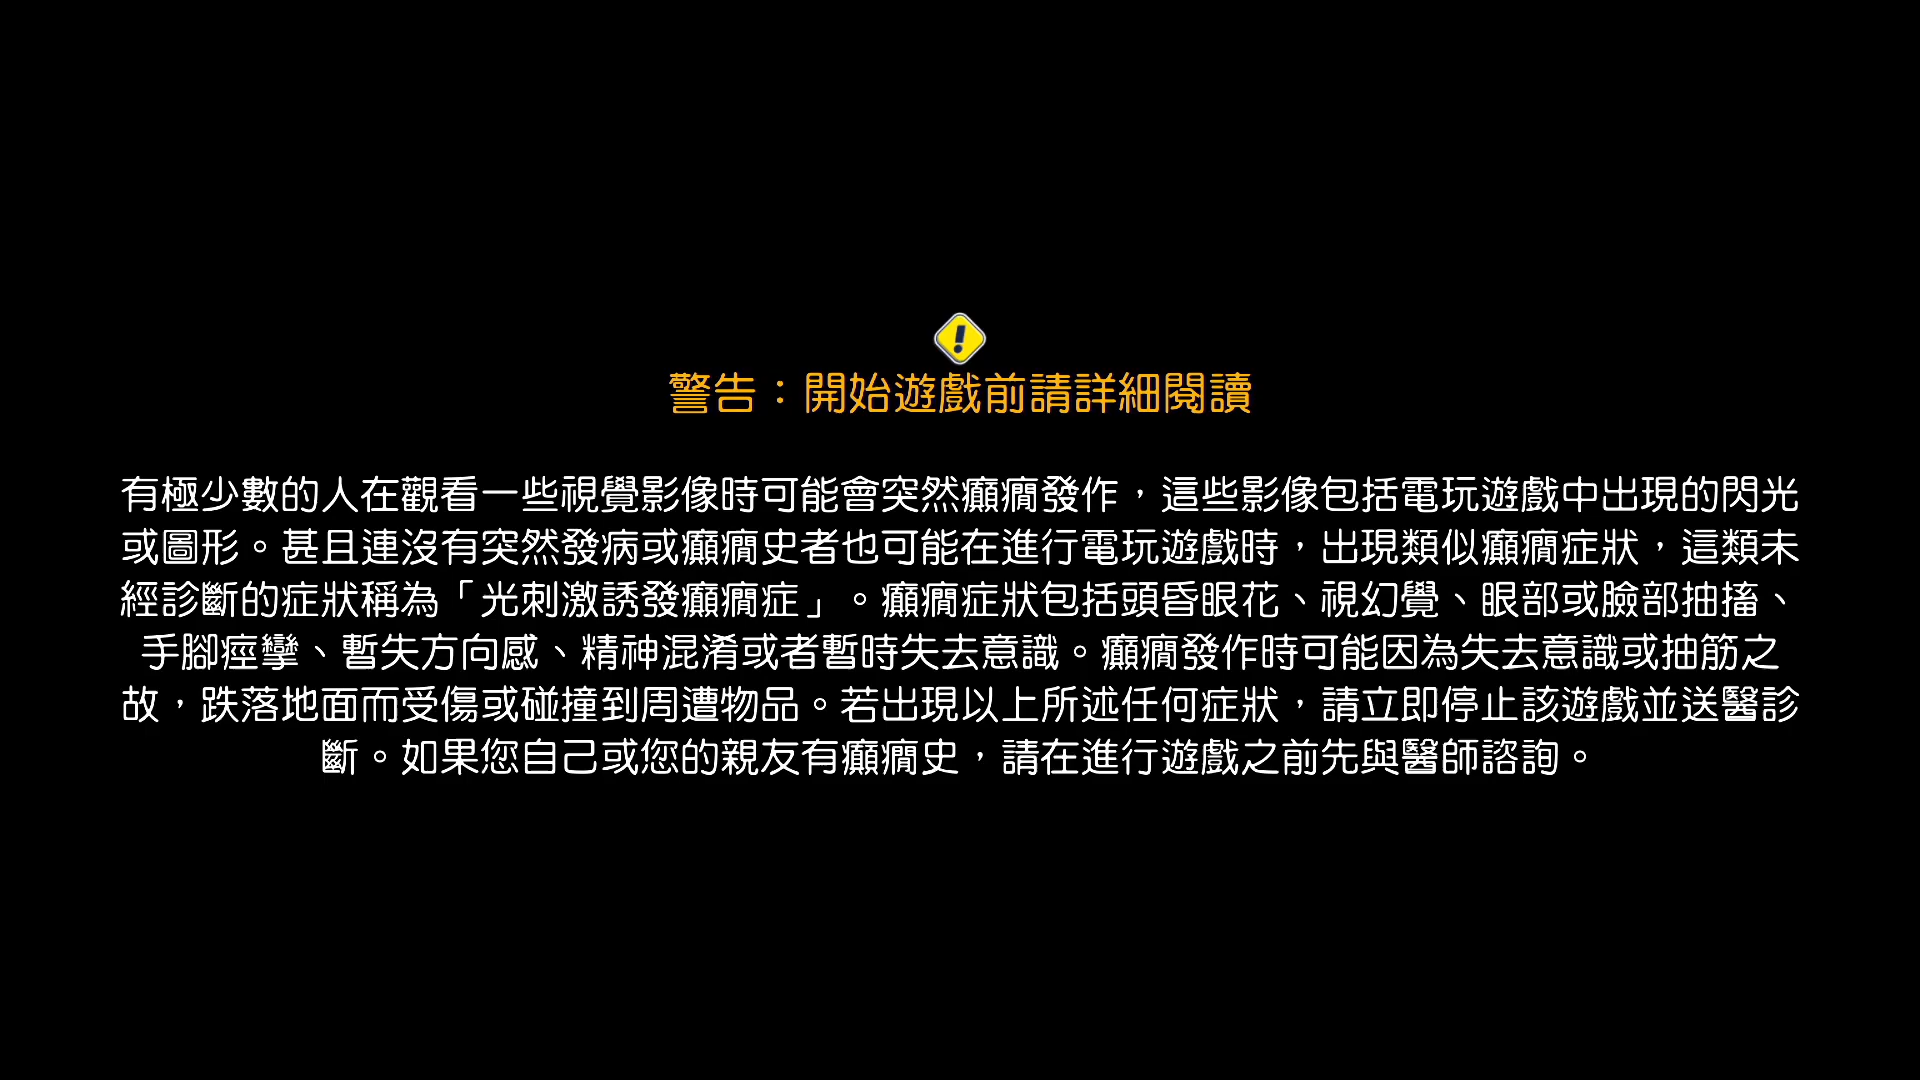 警告：開始遊戲前請詳細閱讀
有極少數的人在觀看一些視覺影像時可能會突然癲癇發作，這些影像包括電玩遊戲中出現的閃光
或圖形。甚且連沒有突然發病或癲癇史者也可能在進行電玩遊戲時，出現類似癲癇症狀，這類未
經診斷的症狀稱為「光刺激誘發癲癇症」。癲癇症狀包括頭昏眼花、視幻覺、眼部或臉部抽搐、
手腳痙攣、暫失方向感、精神混淆或者暫時失去意識。癲癇發作時可能因為失去意識或抽筋之
故，跌落地面而受傷或碰撞到周遭物品。若出現以上所述任何症狀，請立即停止該遊戲並送醫診
斷。如果您自己或您的親友有癲癇史，請在進行遊戲之前先與醫師諮詢。